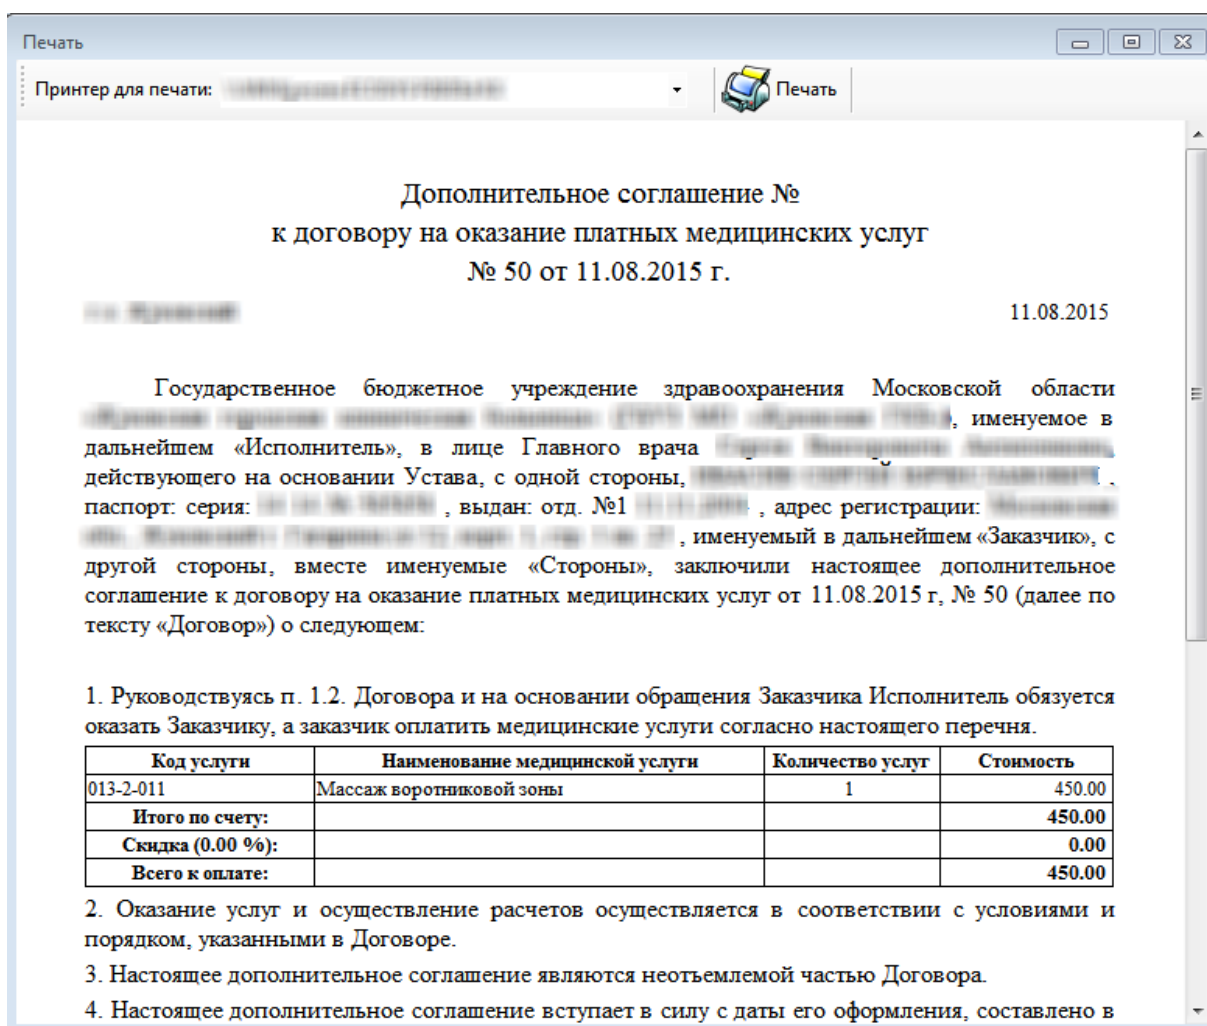 Печать
Принтер для печати:
Печать
Дополнительное соглашение №
к договору на оказание платных медицинских услуг
№ 50 от 11.08.2015 г.
11.08.2015
Государственное бюджетное учреждение здравоохранения Московской области
, именуемое в
дальнейшем «Исполнитель», в лице Главного врача
действующего на основании Устава, с одной стороны, ,
паспорт: серия: , выдан: отд. №1 , адрес регистрации:
, именуемый в дальнейшем «Заказчик», с
другой стороны, вместе именуемые «Стороны», заключили настоящее дополнительное
соглашение к договору на оказание платных медицинских услуг от 11.08.2015 г, № 50 (далее по
тексту «Договор») о следующем:
1. Руководствуясь п. 1.2. Договора и на основании обращения Заказчика Исполнитель обязуется
оказать Заказчику, а заказчик оплатить медицинские услуги согласно настоящего перечня.
Код услуги Наименование медицинской услуги Количество услуг Стоимость
013-2-011 Массаж воротниковой зоны 1 450.00
Итого по счету: 450.00
Скидка (0.00 %): 0.00
Всего к оплате: 450.00
2. Оказание услуг и осуществление расчетов осуществляется в соответствии с условиями и
порядком, указанными в Договоре.
3. Настоящее дополнительное соглашение являются неотъемлемой частью Договора.
4. Настоящее дополнительное соглашение вступает в силу с даты его оформления, составлено в